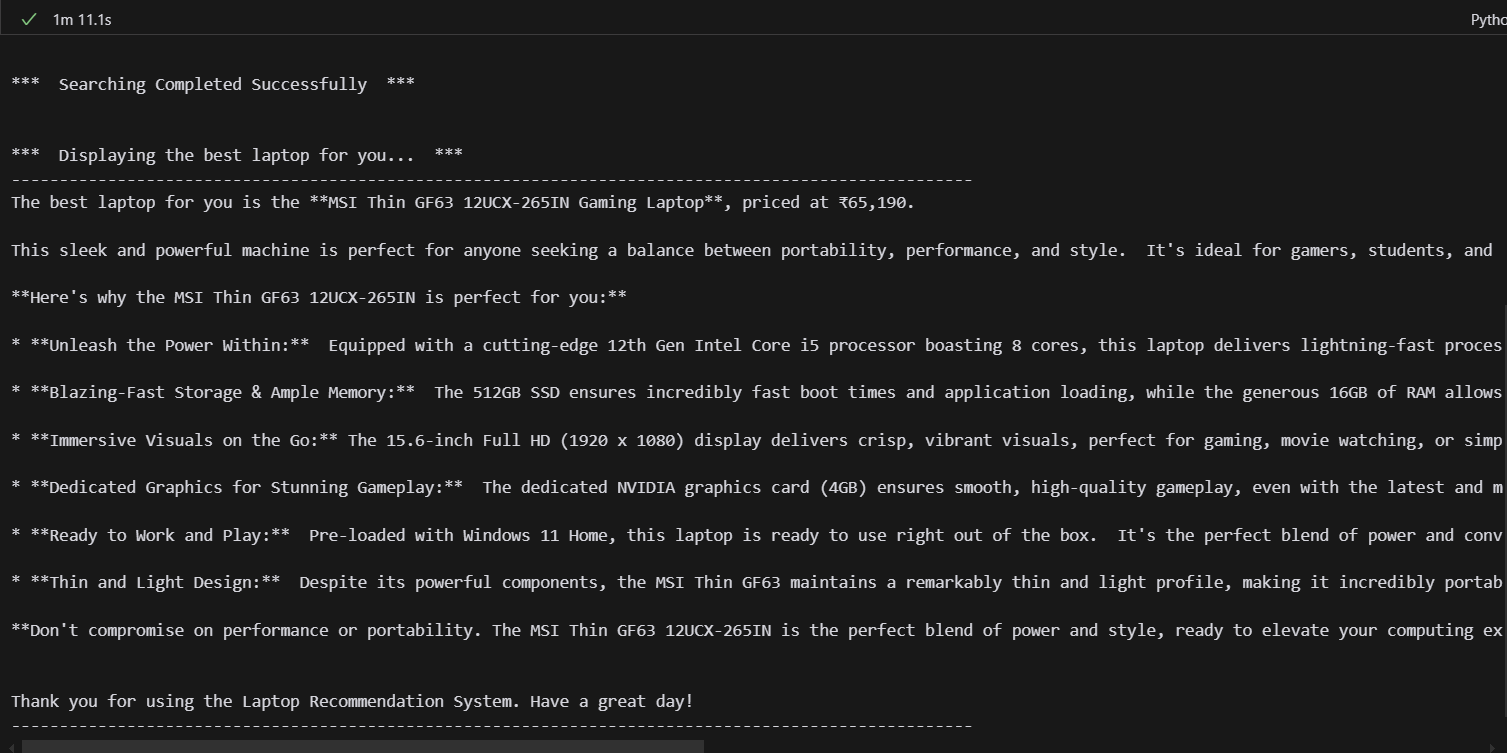 1m 11.1s
Pytho
***  Searching Completed Successfully  ***
***  Displaying the best laptop for you...  ***
----------------------------------------------------------------------------------------------------
The best laptop for you is the **MSI Thin GF63 12UCX-265IN Gaming Laptop**, priced at ₹65,190.
This sleek and powerful machine is perfect for anyone seeking a balance between portability, performance, and style.  It's ideal for gamers, students, and
**Here's why the MSI Thin GF63 12UCX-265IN is perfect for you:**
* **Unleash the Power Within:**  Equipped with a cutting-edge 12th Gen Intel Core i5 processor boasting 8 cores, this laptop delivers lightning-fast proces
* **Blazing-Fast Storage & Ample Memory:**  The 512GB SSD ensures incredibly fast boot times and application loading, while the generous 16GB of RAM allows
* **Immersive Visuals on the Go:** The 15.6-inch Full HD (1920 x 1080) display delivers crisp, vibrant visuals, perfect for gaming, movie watching, or simp
* **Dedicated Graphics for Stunning Gameplay:**  The dedicated NVIDIA graphics card (4GB) ensures smooth, high-quality gameplay, even with the latest and m
* **Ready to Work and Play:**  Pre-loaded with Windows 11 Home, this laptop is ready to use right out of the box.  It's the perfect blend of power and conv
* **Thin and Light Design:**  Despite its powerful components, the MSI Thin GF63 maintains a remarkably thin and light profile, making it incredibly portab
**Don't compromise on performance or portability. The MSI Thin GF63 12UCX-265IN is the perfect blend of power and style, ready to elevate your computing ex
Thank you for using the Laptop Recommendation System. Have a great day!
----------------------------------------------------------------------------------------------------